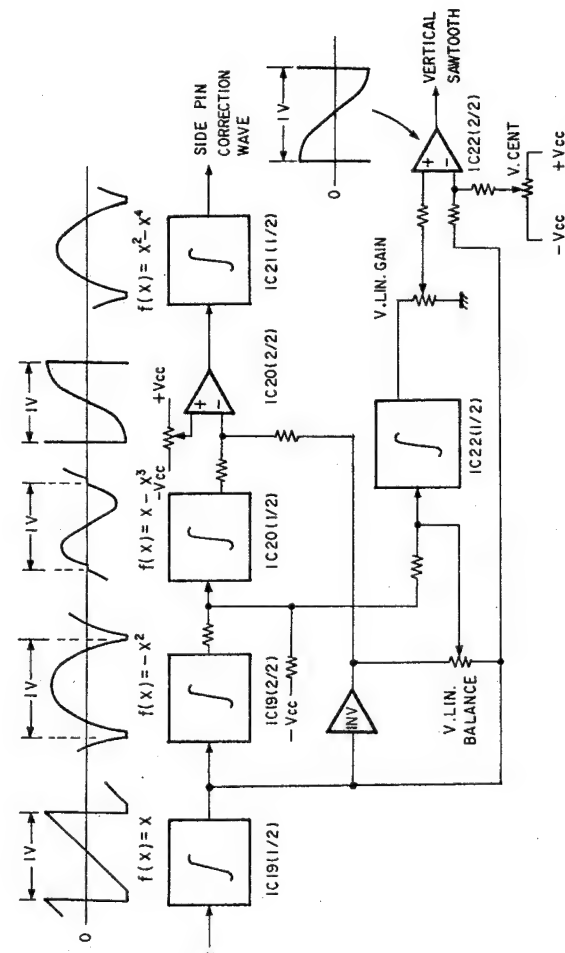 0
1V
1V
1V
1V
f(X) = X
f(X) = -X²
f(X) = X - X³
f(X) = X² - X⁴
IC19(1/2)
IC19(2/2)
-Vcc
IC20(1/2)
-Vcc
+Vcc
+
-
IC20(2/2)
IC21(1/2)
SIDE PIN
CORRECTION
WAVE
INV
V.LIN.
BALANCE
IC22(1/2)
V.LIN.GAIN
1V
0
+
-
IC22(2/2)
VERTICAL
SAWTOOTH
V.CENT
-Vcc
+Vcc